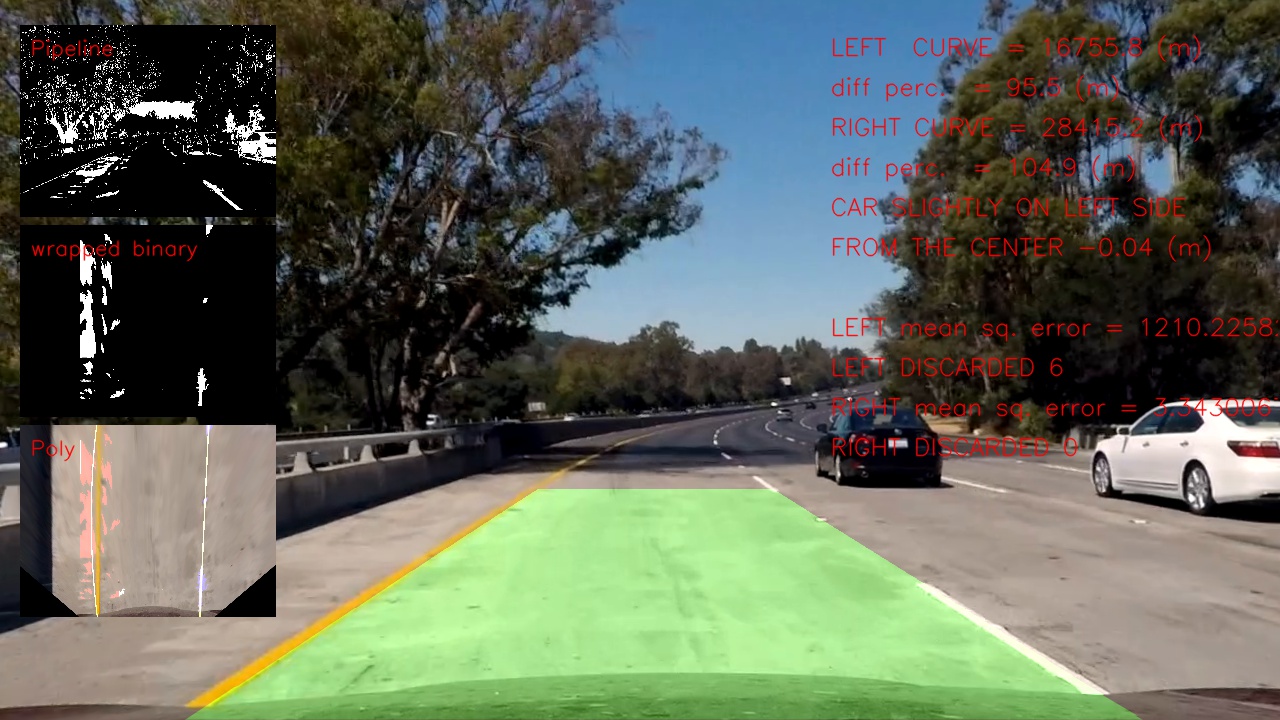 Pipeline
wrapped binary
Poly
LEFT CURVE = 16755.8 (m)
diff perc. = 95.5 (m)
RIGHT CURVE = 28415.2 (m)
diff perc. = 104.9 (m)
CAR SLIGHTLY ON LEFT SIDE
FROM THE CENTER -0.04 (m)
LEFT mean sq. error = 1210.2258
LEFT DISCARDED 6
RIGHT mean sq. error = 3.343006
RIGHT DISCARDED 0